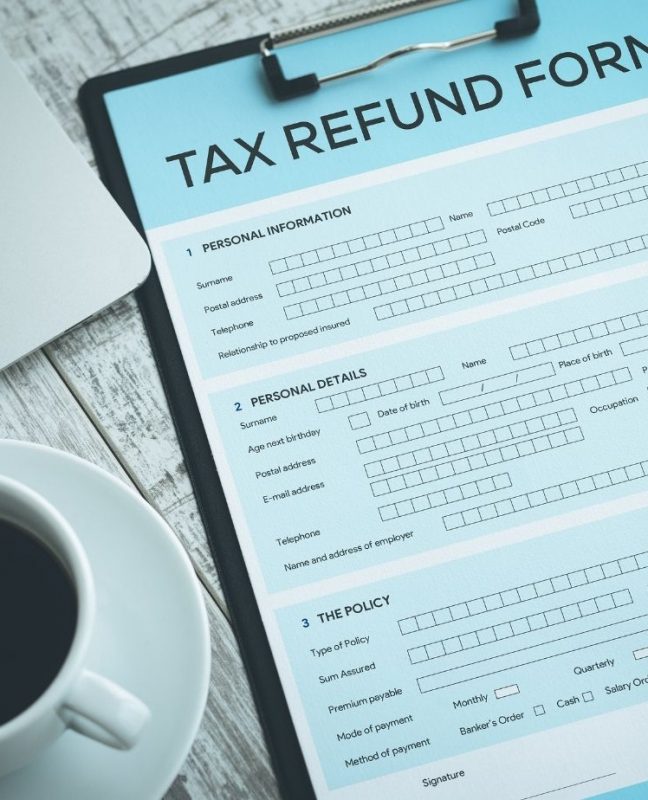 TAX REFUND FORM
1 PERSONAL INFORMATION
Surname Name
Postal address Postal Code
Telephone
Relationship to proposed insured
2 PERSONAL DETAILS
Surname Name
Age next birthday Date of birth / / Place of birth
Postal address
E-mail address Occupation
Telephone
Name and address of employer
3 THE POLICY
Type of Policy
Sum Assured
Premium payable
Mode of payment Monthly Quarterly
Method of payment Banker's Order Cash Salary
Signature